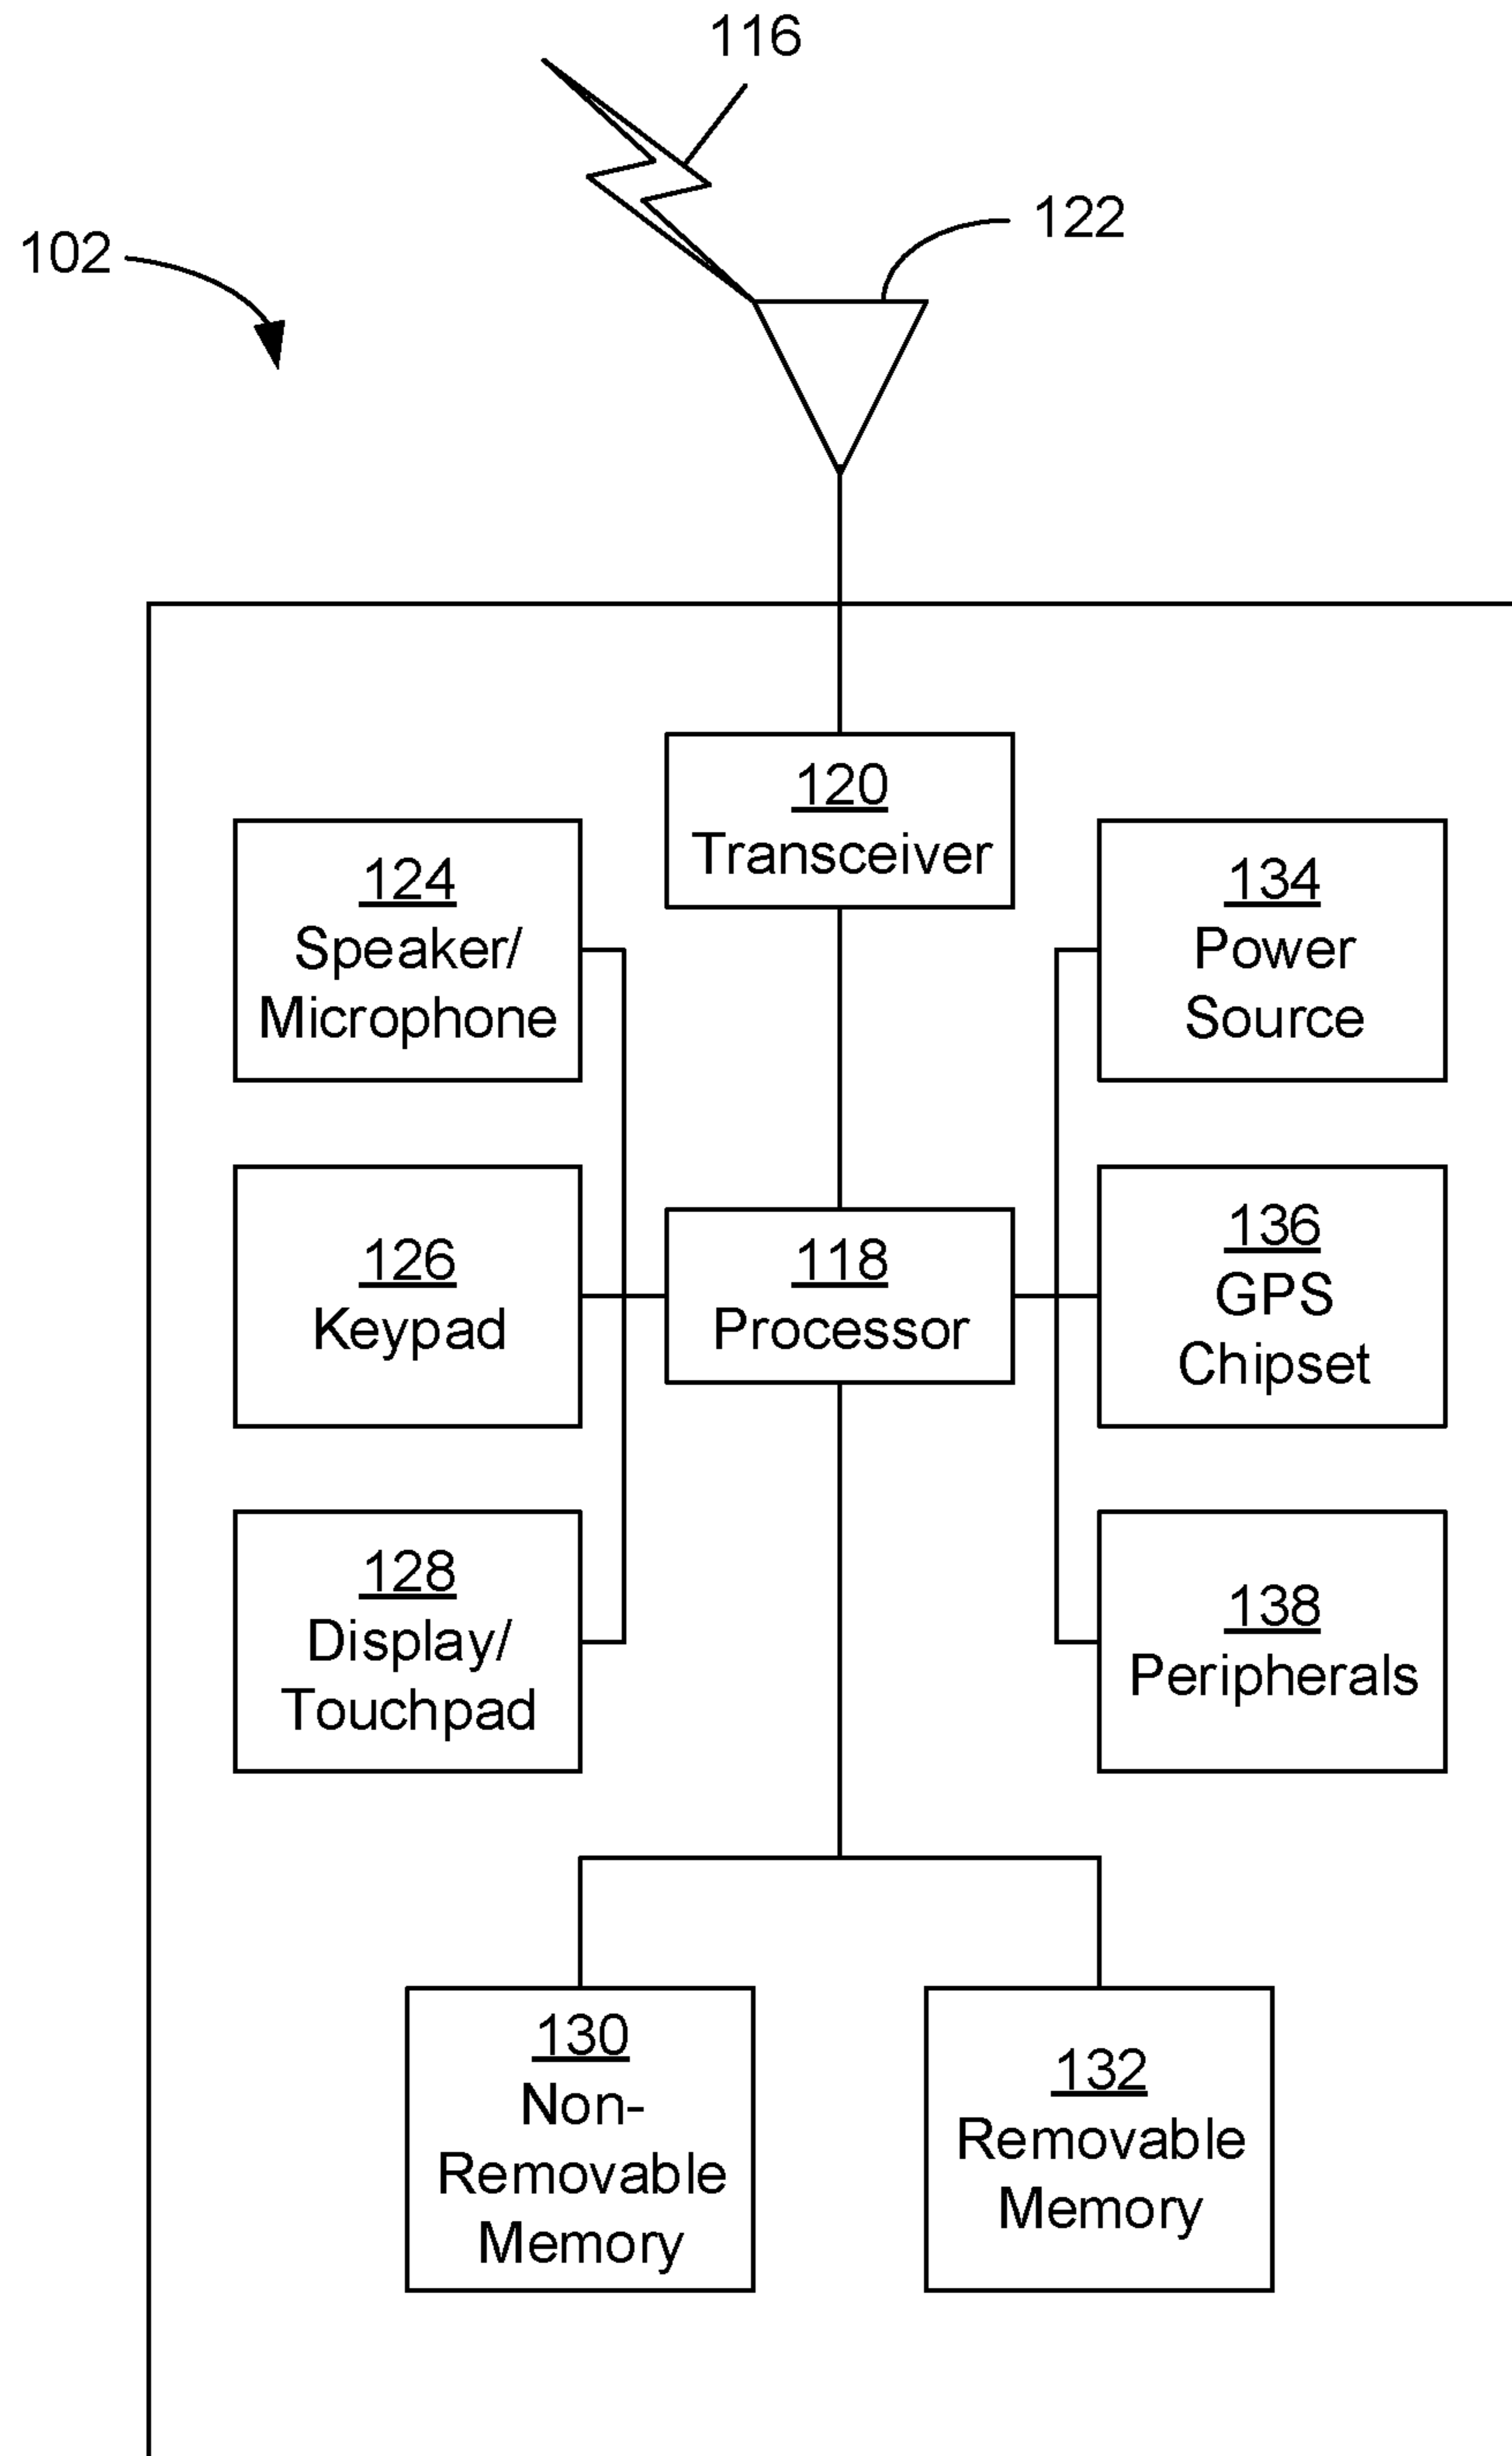 116
122
102
120
Transceiver
124
Speaker/
Microphone
134
Power
Source
126
Keypad
118
Processor
136
GPS
Chipset
128
Display/
Touchpad
138
Peripherals
130
Non-
Removable
Memory
132
Removable
Memory